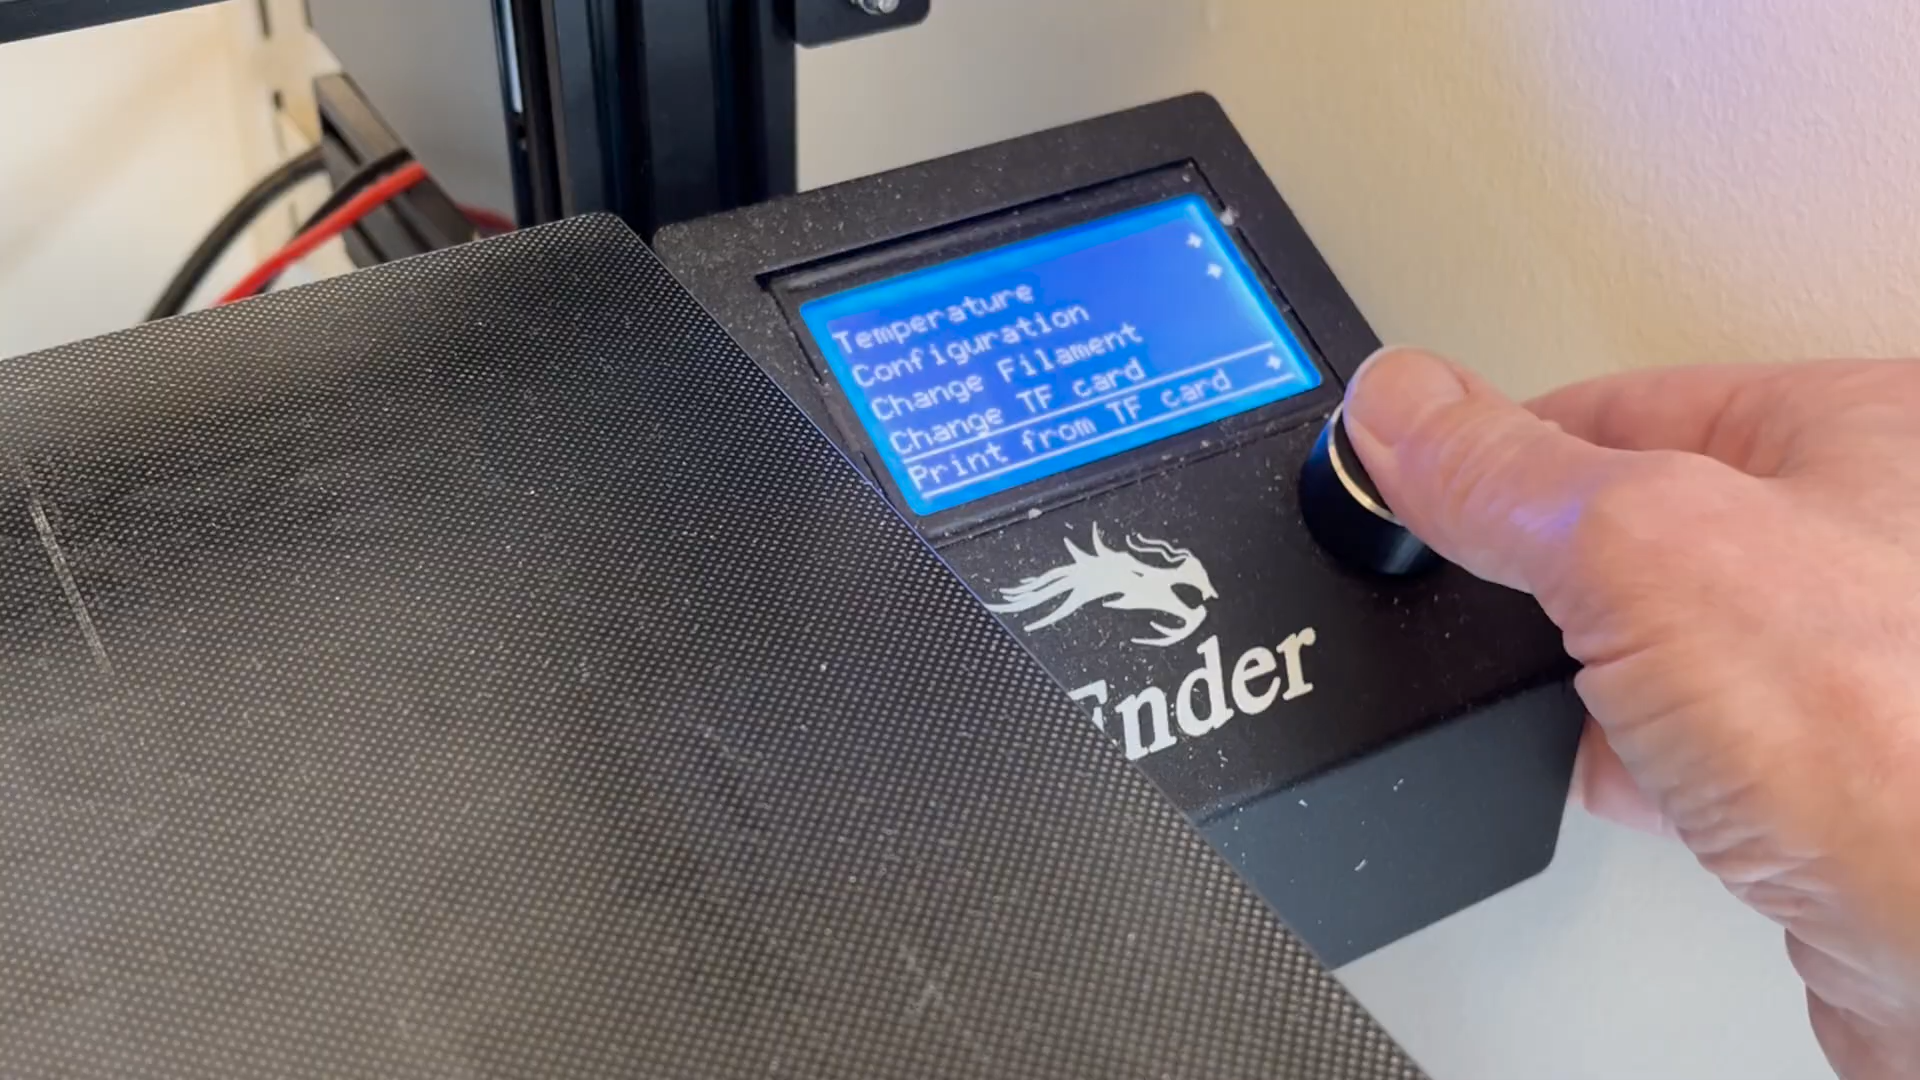 Temperature
Configuration
Change Filament
Change TF card
Print from TF card
Ender